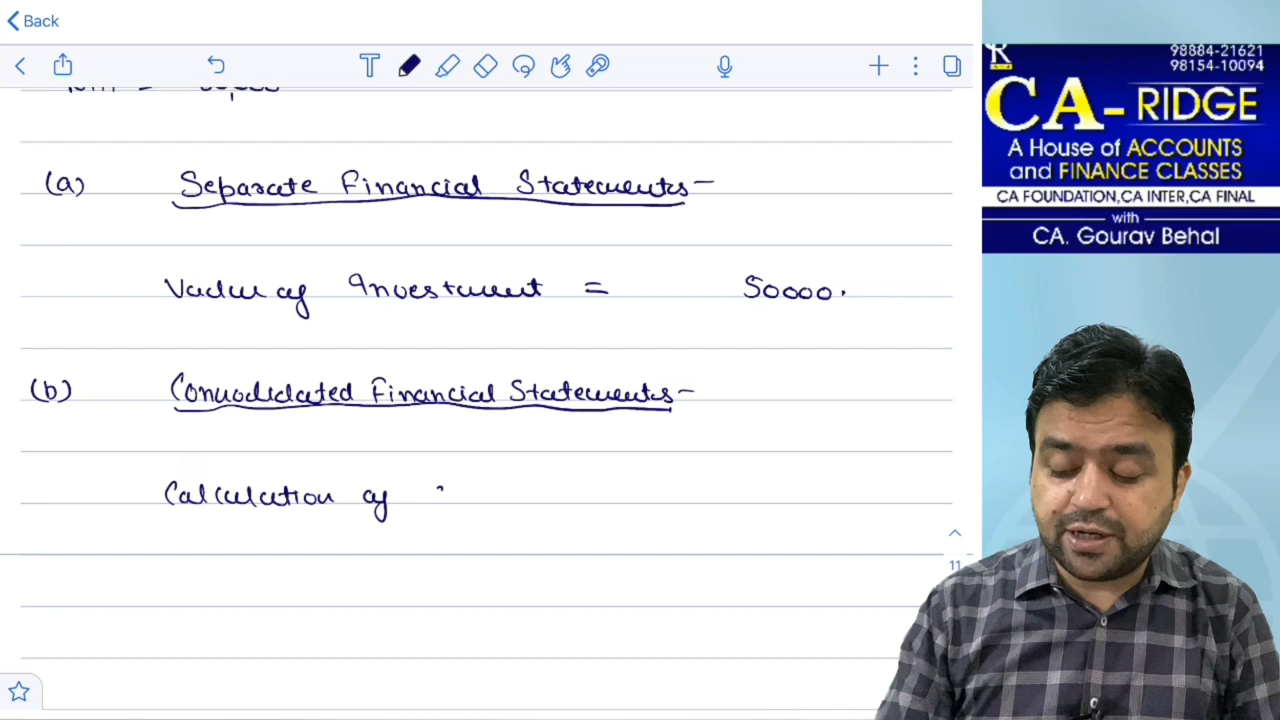 Back
98884-21621
98154-10094
CA-RIDGE
A House of ACCOUNTS
and FINANCE CLASSES
CA FOUNDATION,CA INTER,CA FINAL
with
CA. Gourav Behal
(a) Separate Financial Statements-
Value of Investment = 50000.
(b) Consolidated Financial Statements-
Calculation of
11